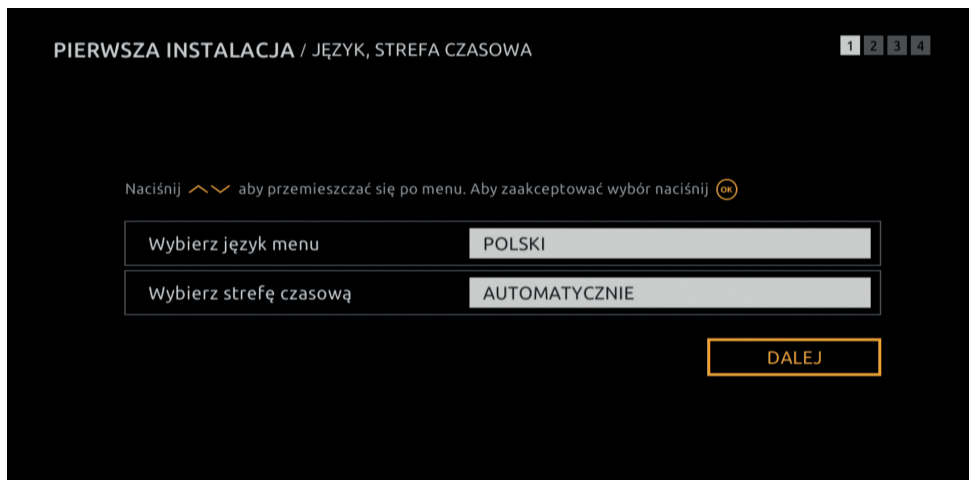 PIERWSZA INSTALACJA / JĘZYK, STREFA CZASOWA
1 2 3 4
Naciśnij aby przemieszczać się po menu. Aby zaakceptować wybór naciśnij OK
Wybierz język menu POLSKI
Wybierz strefę czasową AUTOMATYCZNIE
DALEJ